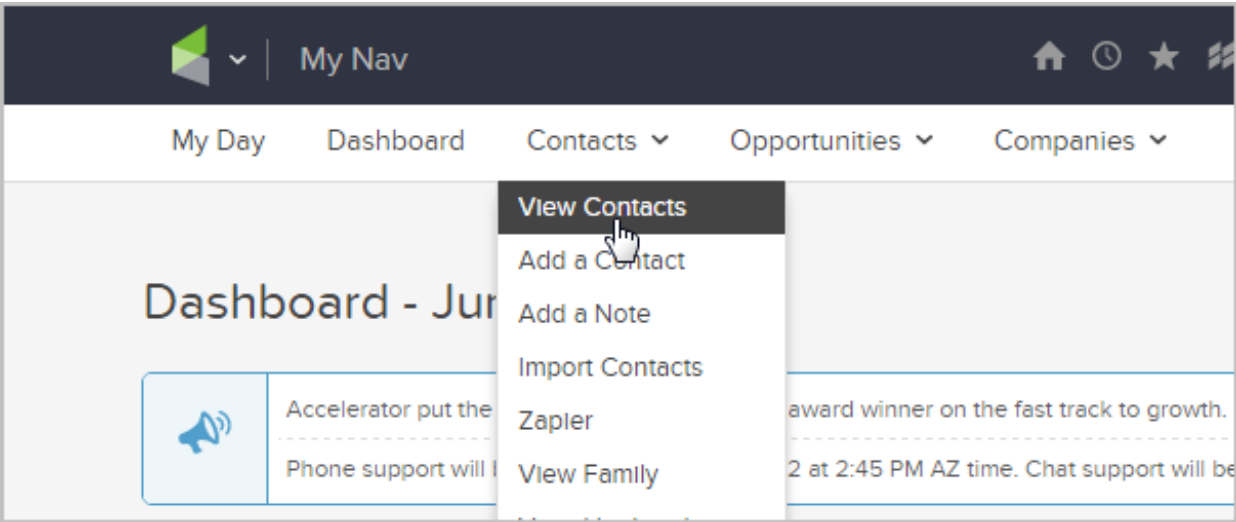 My Nav
My Day Dashboard Contacts Opportunities Companies
View Contacts
Add a Contact
Dashboard - Jun
Add a Note
Import Contacts
Accelerator put the award winner on the fast track to growth.
Zapier
Phone support will 2 at 2:45 PM AZ time. Chat support will be
View Family